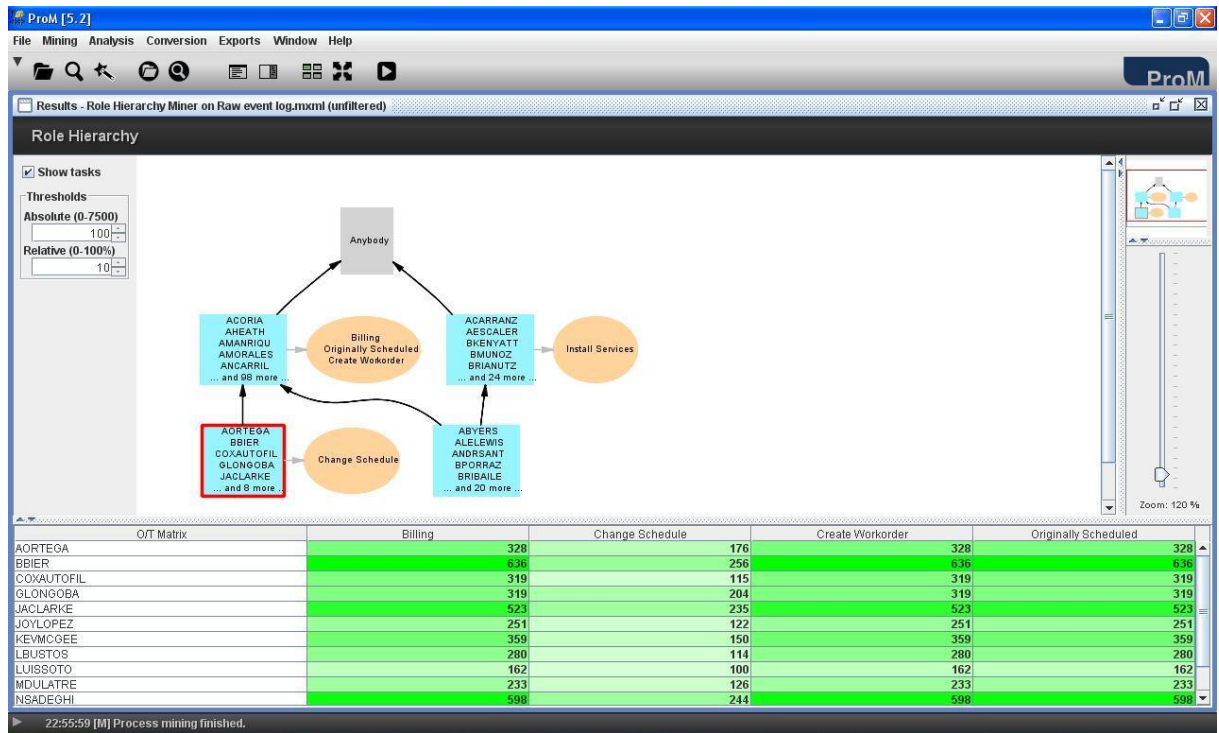 ProM [5.2]
File Mining Analysis Conversion Exports Window Help
ProM
Results - Role Hierarchy Miner on Raw event log.mxml (unfiltered)
Role Hierarchy
Show tasks
Thresholds
Absolute (0-7500)
100
Relative (0-100%)
10
Anybody
ACORIA
AHEATH
AMANRIQU
AMORALES
ANCARRIL
... and 98 more ...
Billing
Originally Scheduled
Create Workorder
ACARRANZ
AESCALER
BKENYATT
BMUNOZ
BRIANUTZ
... and 24 more ...
Install Services
AORTEGA
BBIER
COXAUTOFIL
GLONGOBA
JACLARKE
... and 8 more ...
Change Schedule
ABYERS
ALELEWIS
ANDRSANT
BPORRAZ
BRIBAILE
... and 20 more ...
Zoom: 120 %
O/T Matrix Billing Change Schedule Create Workorder Originally Scheduled
AORTEGA 328 176 328 328
BBIER 636 256 636 636
COXAUTOFIL 319 115 319 319
GLONGOBA 319 204 319 319
JACLARKE 523 235 523 523
JOYLOPEZ 251 122 251 251
KEVMCGEE 359 150 359 359
LBUSTOS 280 114 280 280
LUISSOTO 162 100 162 162
MDULATRE 233 126 233 233
NSADEGHI 598 244 598 598
22:55:59 [M] Process mining finished.